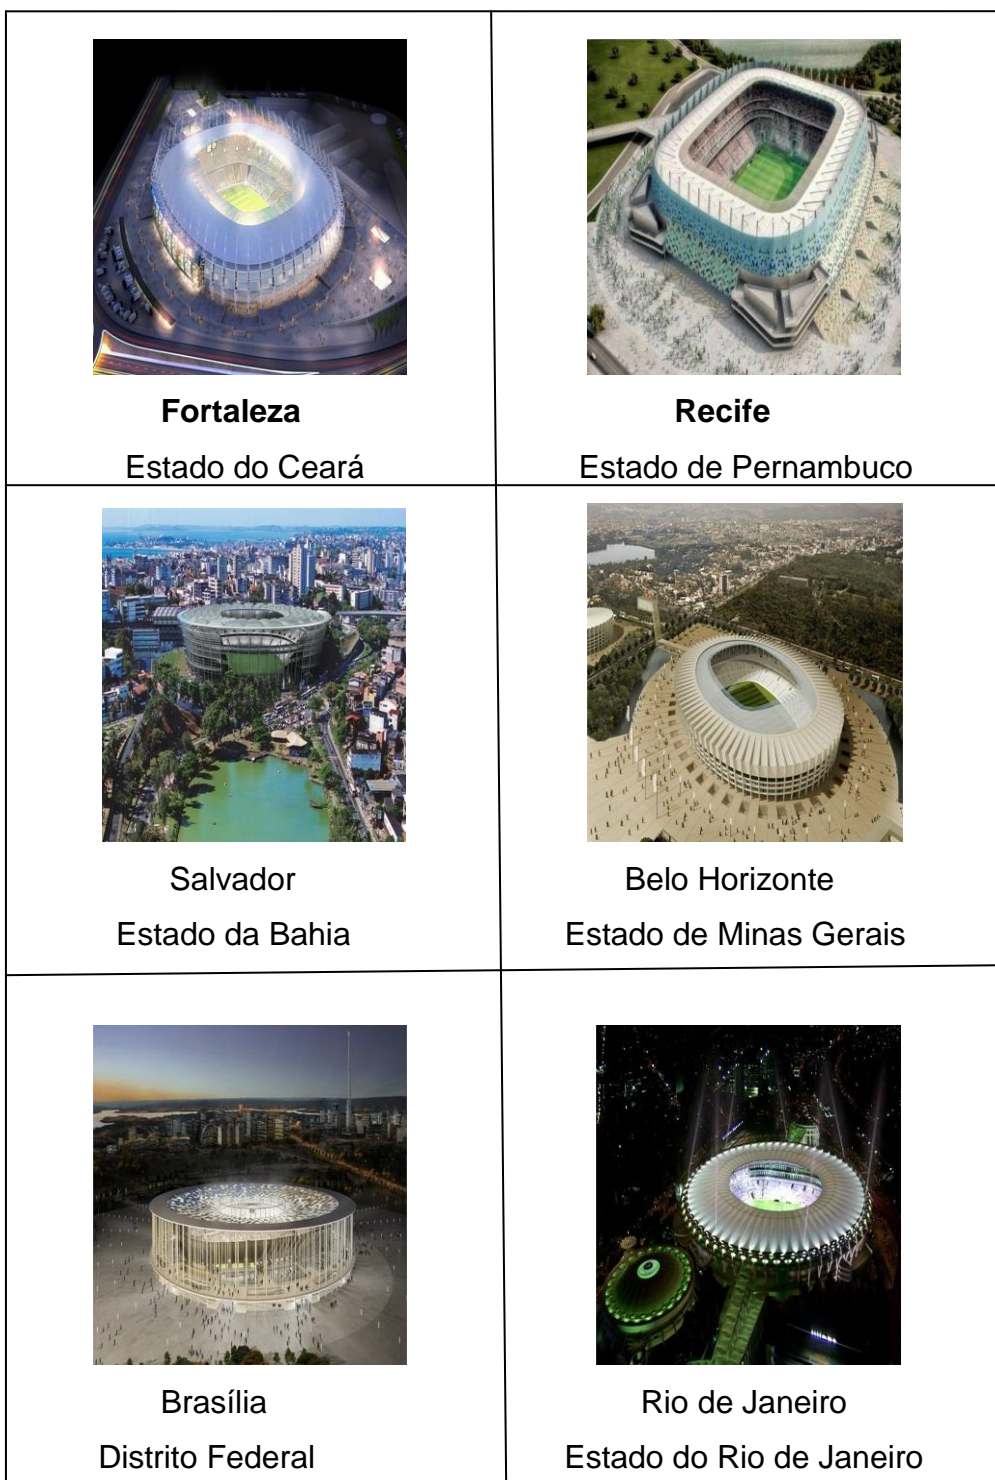 Fortaleza
Estado do Ceará
Recife
Estado de Pernambuco
Salvador
Estado da Bahia
Belo Horizonte
Estado de Minas Gerais
Brasília
Distrito Federal
Rio de Janeiro
Estado do Rio de Janeiro